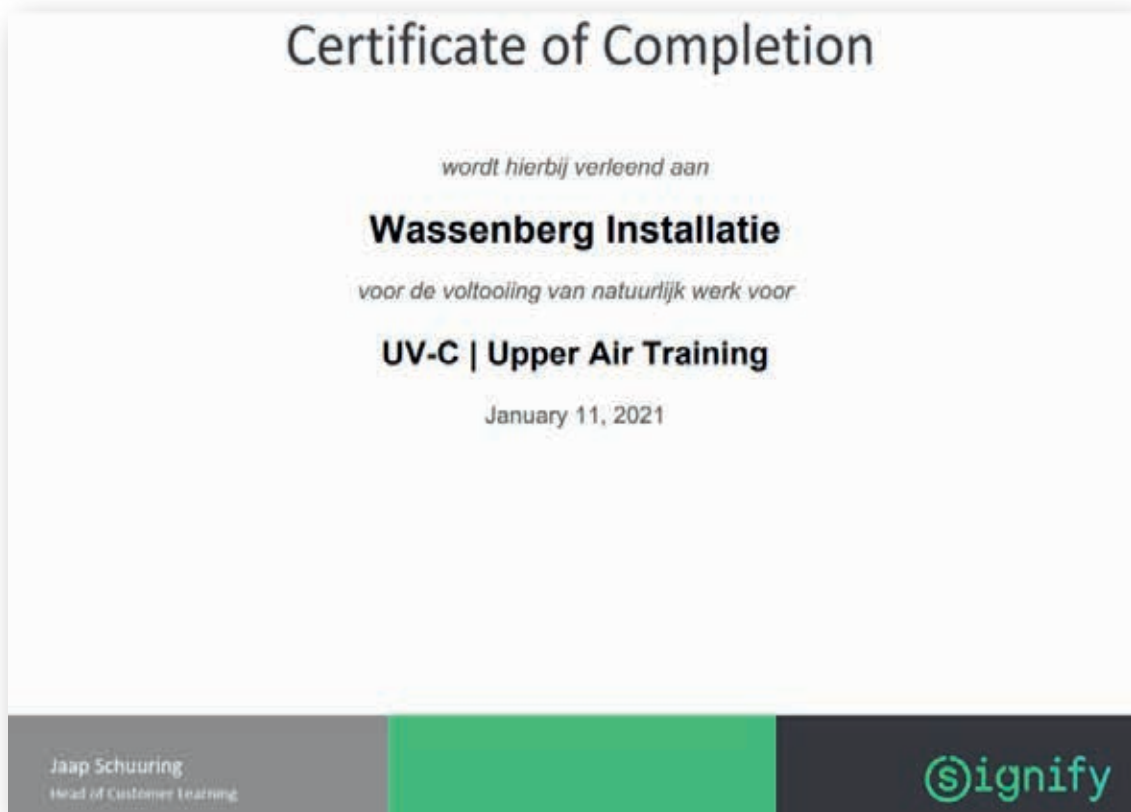 Certificate of Completion
wordt hierbij verleend aan
Wassenberg Installatie
voor de voltooiing van natuurlijk werk voor
UV-C | Upper Air Training
January 11, 2021
Jaap Schuuring
Head of Customer Learning
Signify